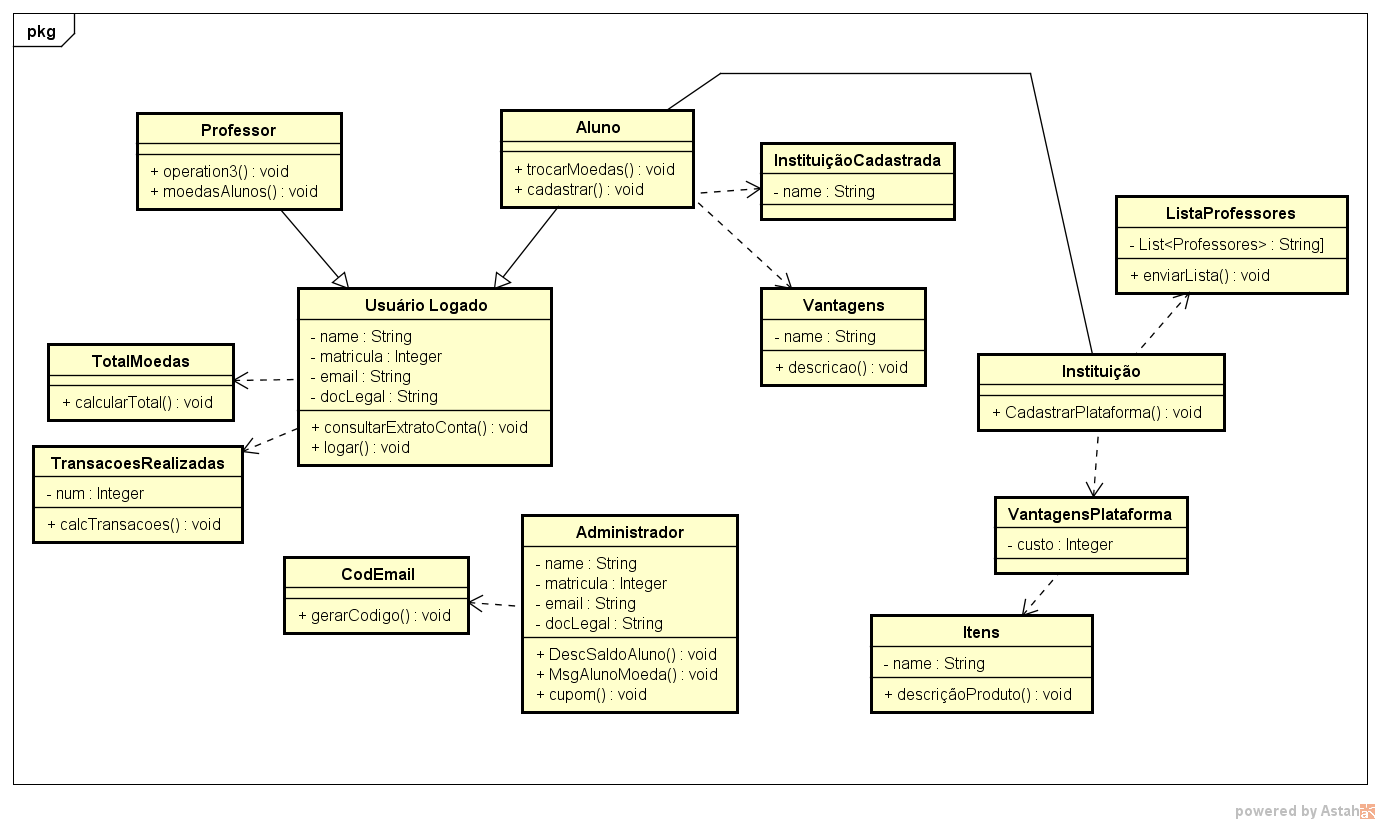 pkg
Professor
+ operation3() : void
+ moedasAlunos() : void
Aluno
+ trocarMoedas() : void
+ cadastrar() : void
InstituiçãoCadastrada
- name : String
ListaProfessores
- List<Professores> : String]
+ enviarLista() : void
Usuário Logado
- name : String
- matricula : Integer
- email : String
- docLegal : String
+ consultarExtratoConta() : void
+ logar() : void
Vantagens
- name : String
+ descricao() : void
TotalMoedas
+ calcularTotal() : void
Instituição
+ CadastrarPlataforma() : void
TransacoesRealizadas
- num : Integer
+ calcTransacoes() : void
VantagensPlataforma
- custo : Integer
Administrador
- name : String
- matricula : Integer
- email : String
- docLegal : String
+ DescSaldoAluno() : void
+ MsgAlunoMoeda() : void
+ cupom() : void
CodEmail
+ gerarCodigo() : void
Itens
- name : String
+ descriçãoProduto() : void
powered by Astah